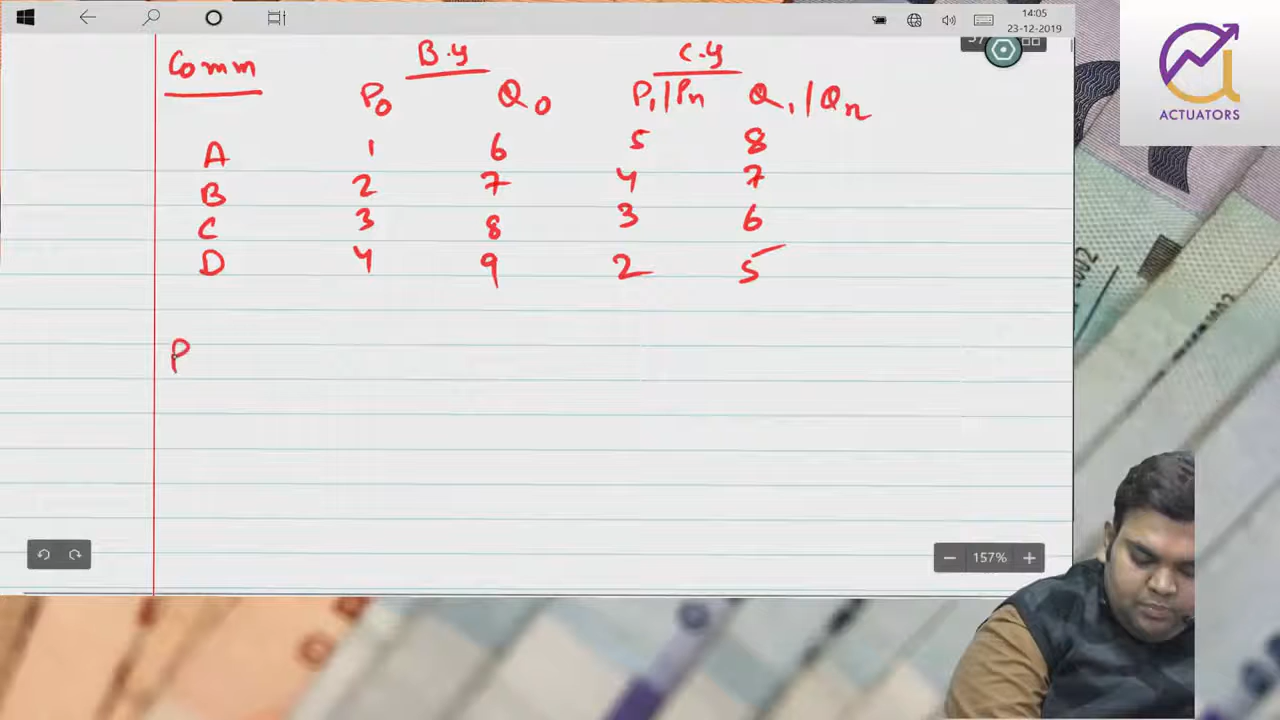 14:05
23-12-2019
ACTUATORS
Comm B.y C.y
P0 Q0 P1/Pn Q1/Qn
A 1 6 5 8
B 2 7 4 7
C 3 8 3 6
D 4 9 2 5
P
157%